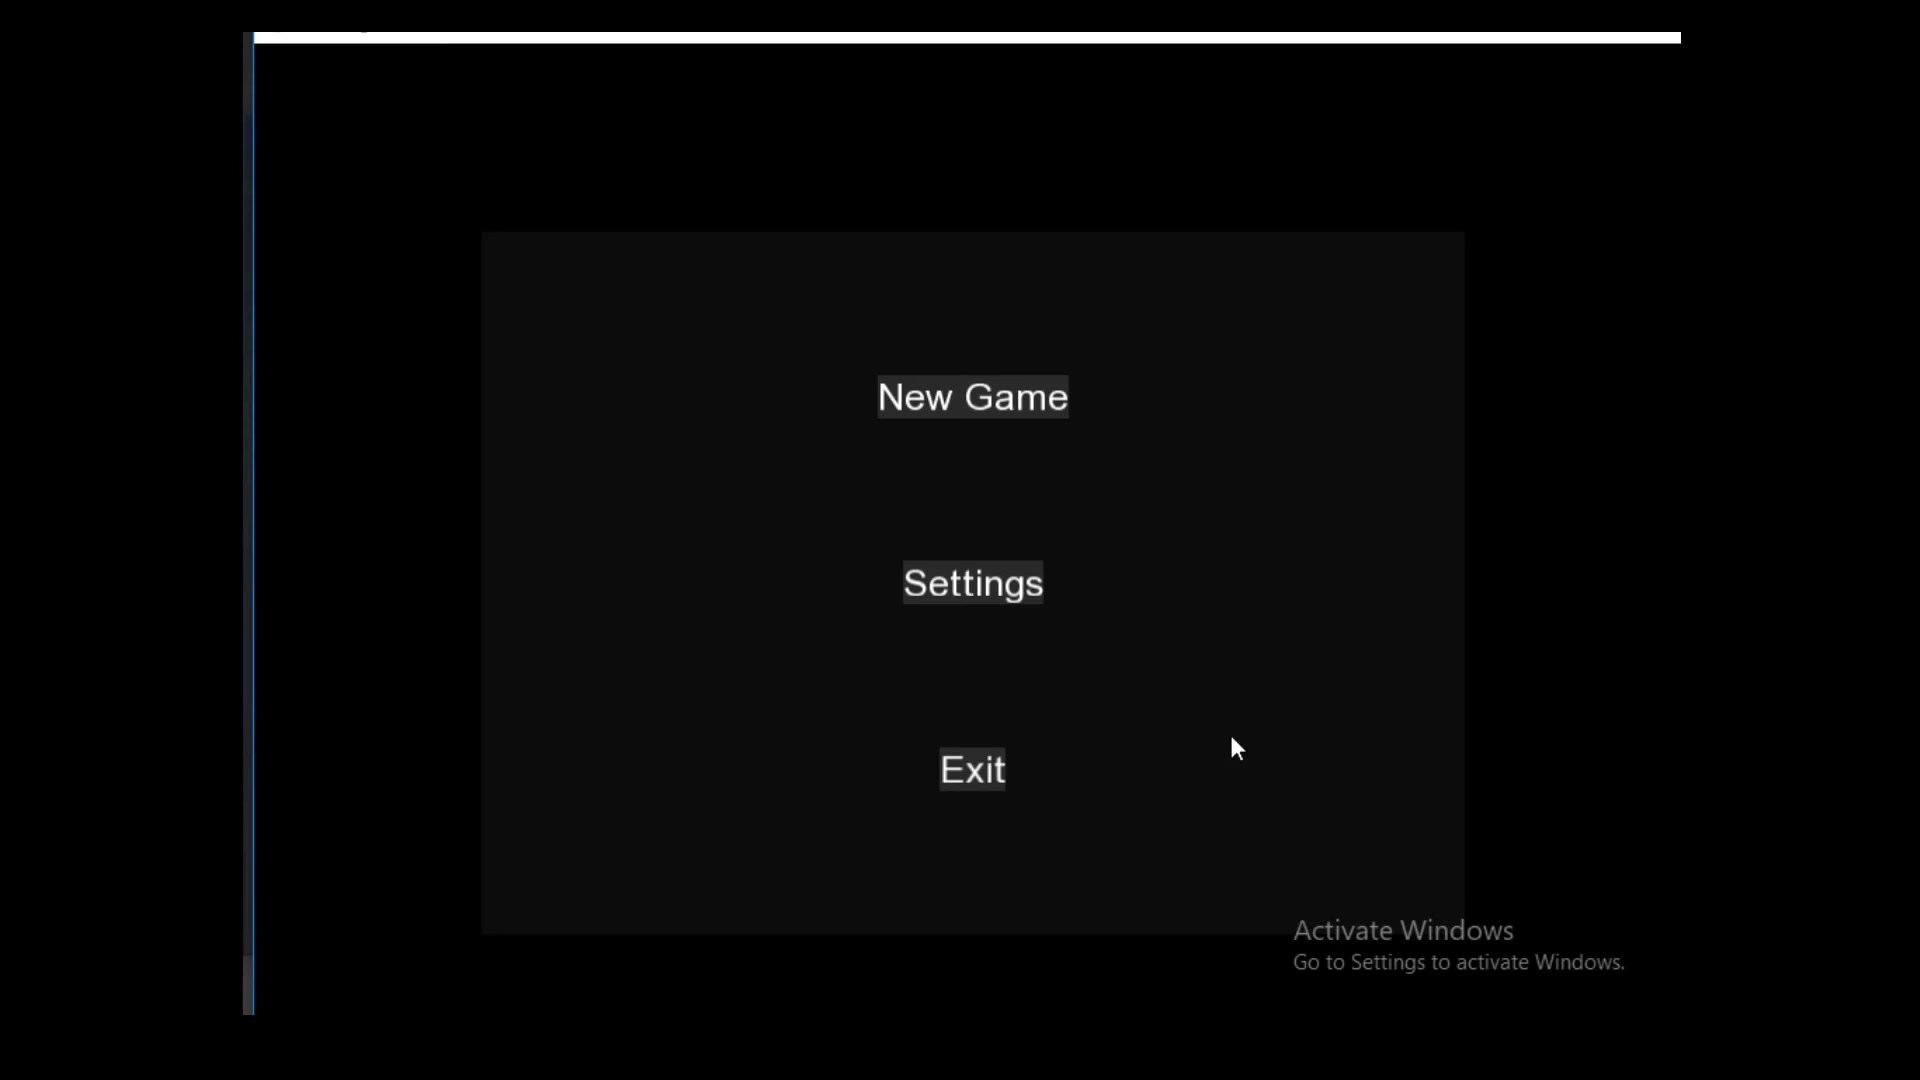 New Game
Settings
Exit
Activate Windows
Go to Settings to activate Windows.